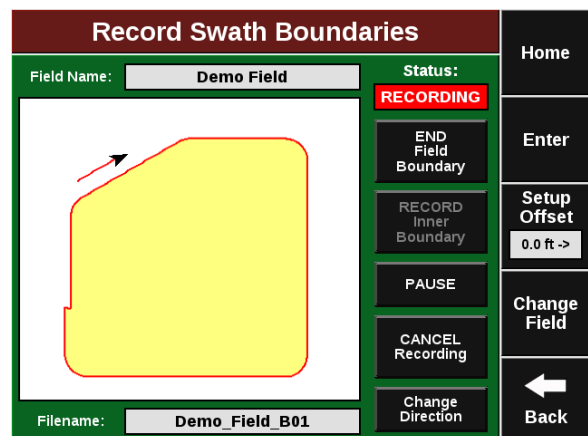 Record Swath Boundaries
Field Name:
Demo Field
Status:
RECORDING
END
Field
Boundary
RECORD
Inner
Boundary
PAUSE
CANCEL
Recording
Change
Direction
Filename:
Demo_Field_B01
Home
Enter
Setup
Offset
0.0 ft ->
Change
Field
Back